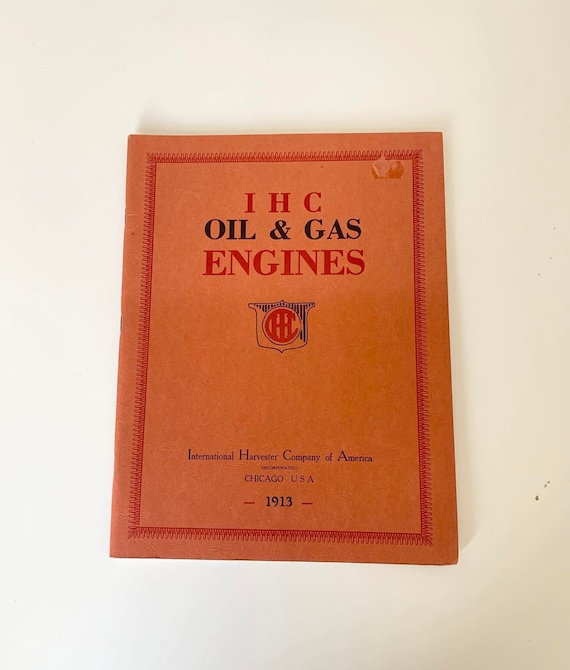 I H C
OIL & GAS
ENGINES
IHC
International Harvester Company of America
INCORPORATED
CHICAGO U S A
— 1913 —